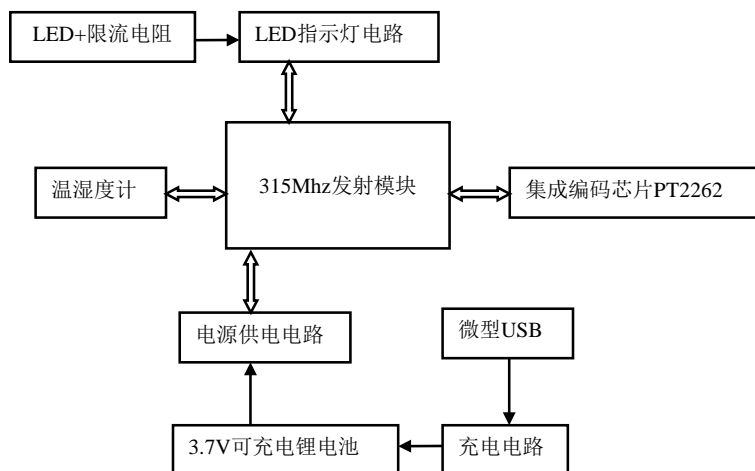 LED+限流电阻
LED指示灯电路
315Mhz发射模块
温湿度计
集成编码芯片PT2262
电源供电电路
微型USB
3.7V可充电锂电池
充电电路